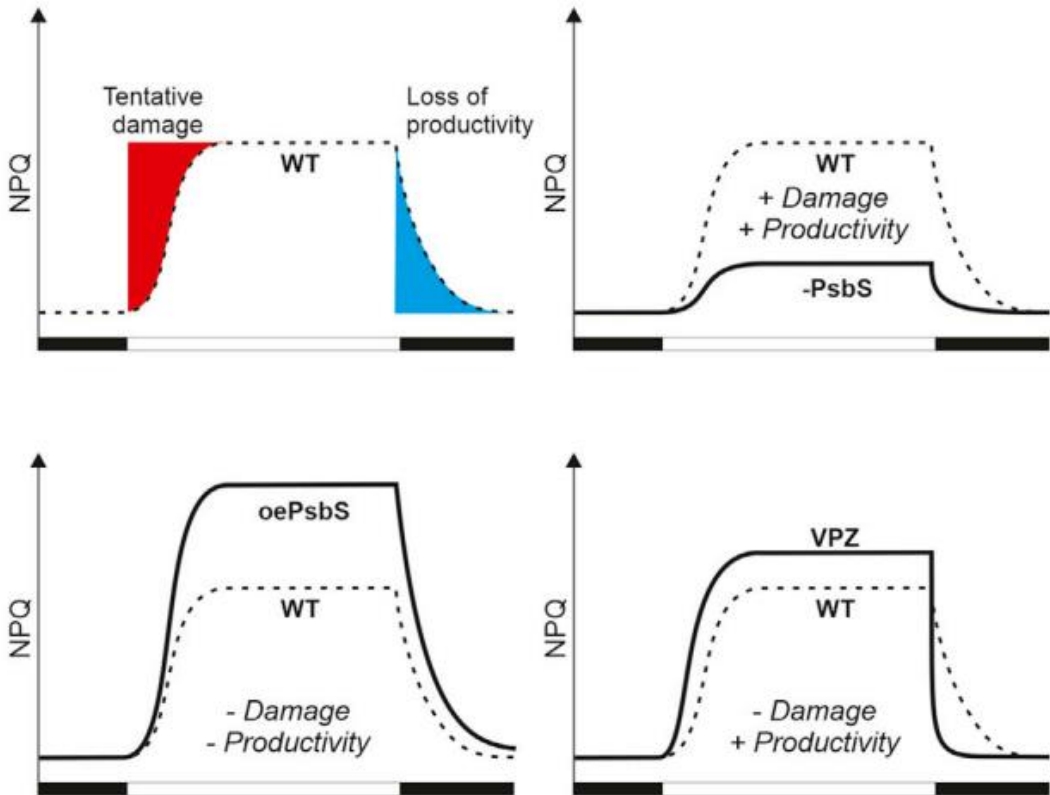 NPQ
Tentative
damage
WT
Loss of
productivity
NPQ
WT
+ Damage
+ Productivity
-PsbS
NPQ
oePsbS
WT
- Damage
- Productivity
NPQ
VPZ
WT
- Damage
+ Productivity